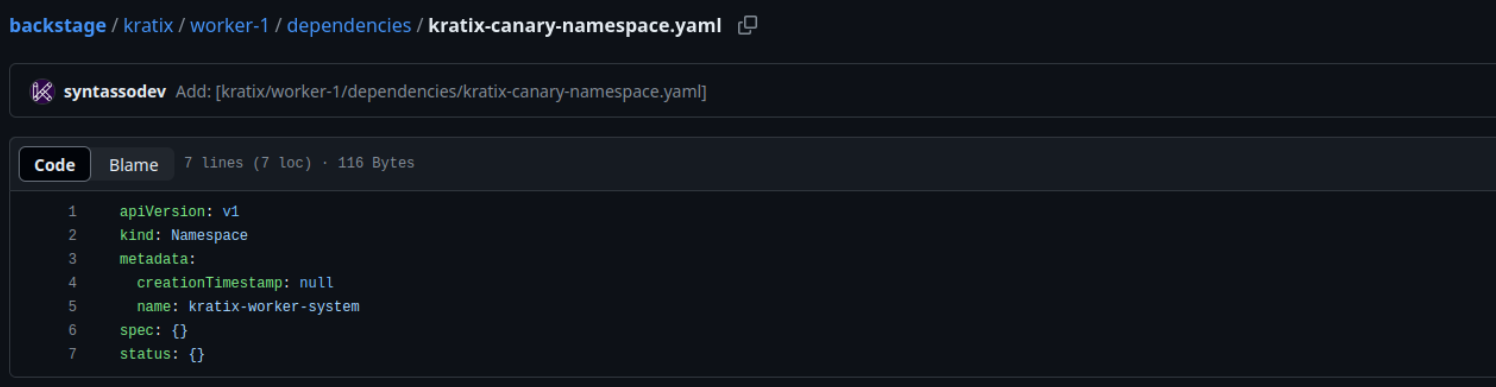 backstage / kratix / worker-1 / dependencies / kratix-canary-namespace.yaml
syntassodev Add: [kratix/worker-1/dependencies/kratix-canary-namespace.yaml]
Code Blame 7 lines (7 loc) · 116 Bytes
1 apiVersion: v1
2 kind: Namespace
3 metadata:
4   creationTimestamp: null
5   name: kratix-worker-system
6 spec: {}
7 status: {}